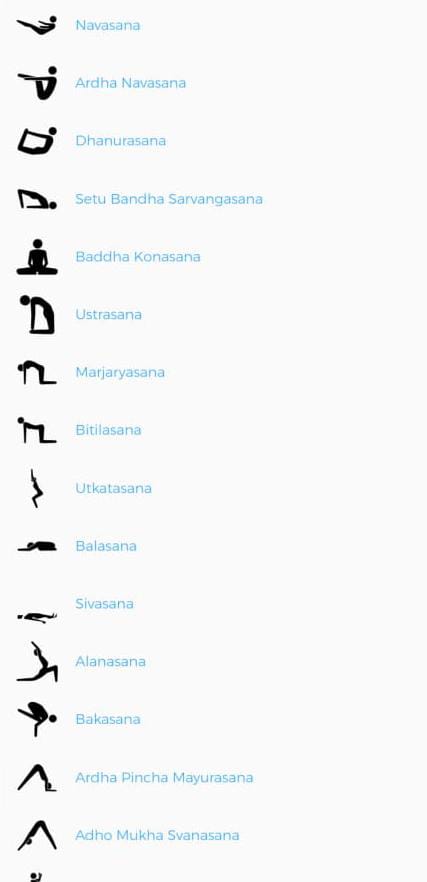 Navasana
Ardha Navasana
Dhanurasana
Setu Bandha Sarvangasana
Baddha Konasana
Ustrasana
Marjaryasana
Bitilasana
Utkatasana
Balasana
Sivasana
Alanasana
Bakasana
Ardha Pincha Mayurasana
Adho Mukha Svanasana